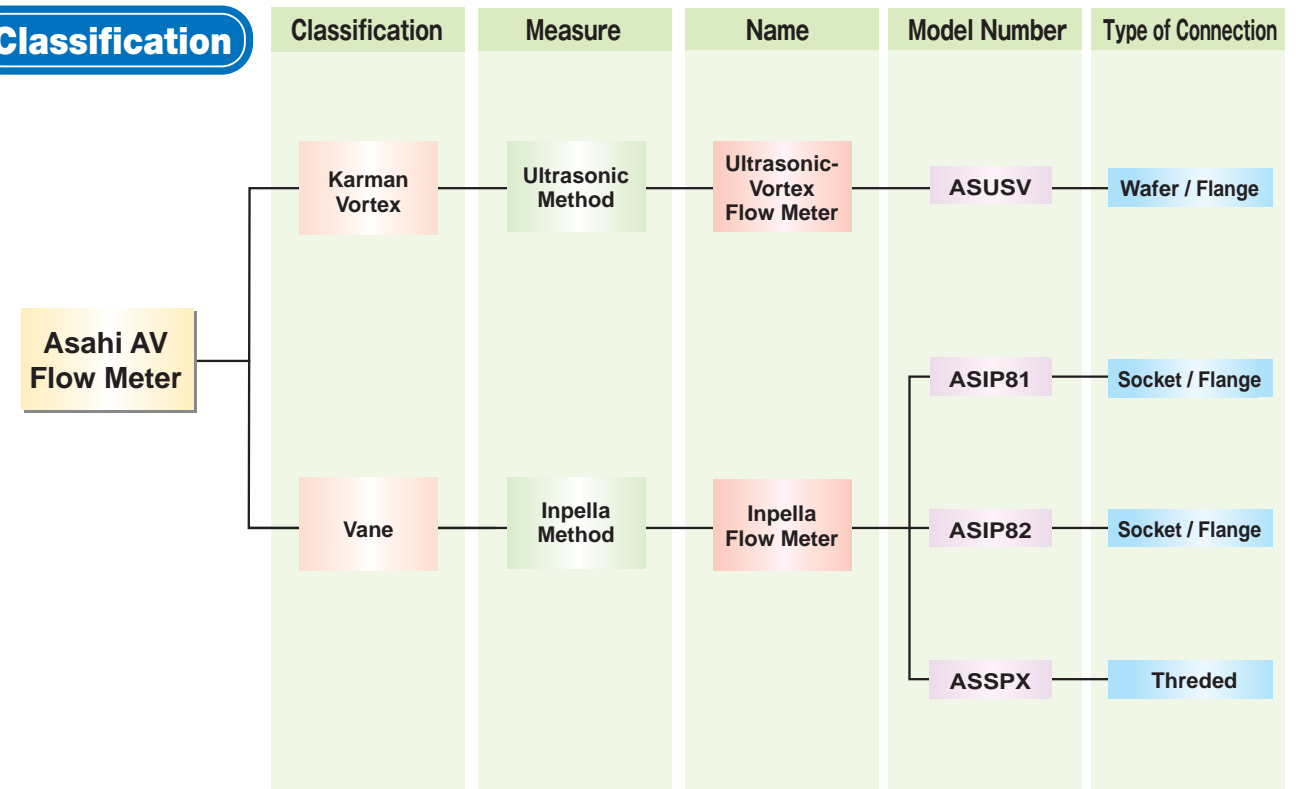 Classification
Classification
Measure
Name
Model Number
Type of Connection
Asahi AV
Flow Meter
Karman
Vortex
Ultrasonic
Method
Ultrasonic-
Vortex
Flow Meter
ASUSV
Wafer / Flange
Vane
Inpella
Method
Inpella
Flow Meter
ASIP81
Socket / Flange
ASIP82
Socket / Flange
ASSPX
Threded